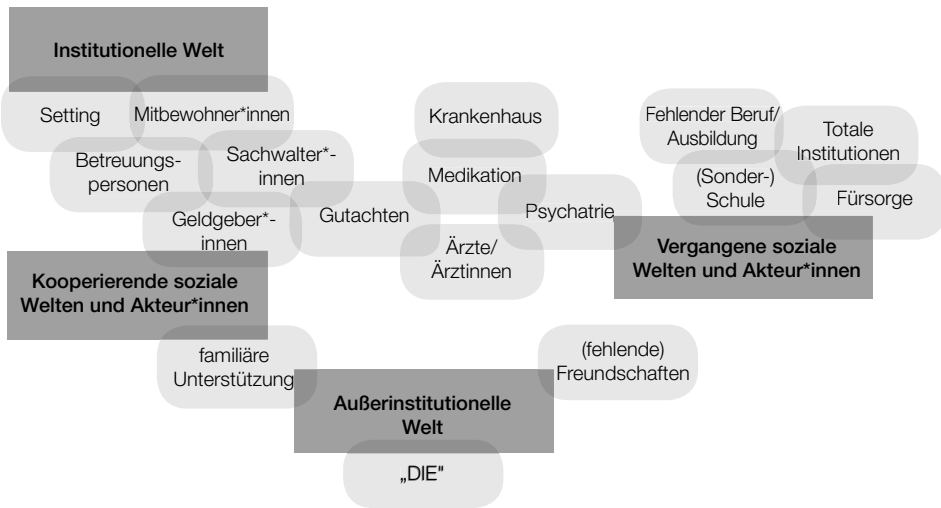 Institutionelle Welt
Setting
Mitbewohner*innen
Betreuungs-
personen
Sachwalter*-
innen
Geldgeber*-
innen
Gutachten
Krankenhaus
Medikation
Psychatrie
Ärzte/
Ärztinnen
Fehlender Beruf/
Ausbildung
Totale
Institutionen
(Sonder-)
Schule
Fürsorge
Vergangene soziale
Welten und Akteur*innen
Kooperierende soziale
Welten und Akteur*innen
familiäre
Unterstützung
(fehlende)
Freundschaften
Außerinstitutionelle
Welt
„DIE"